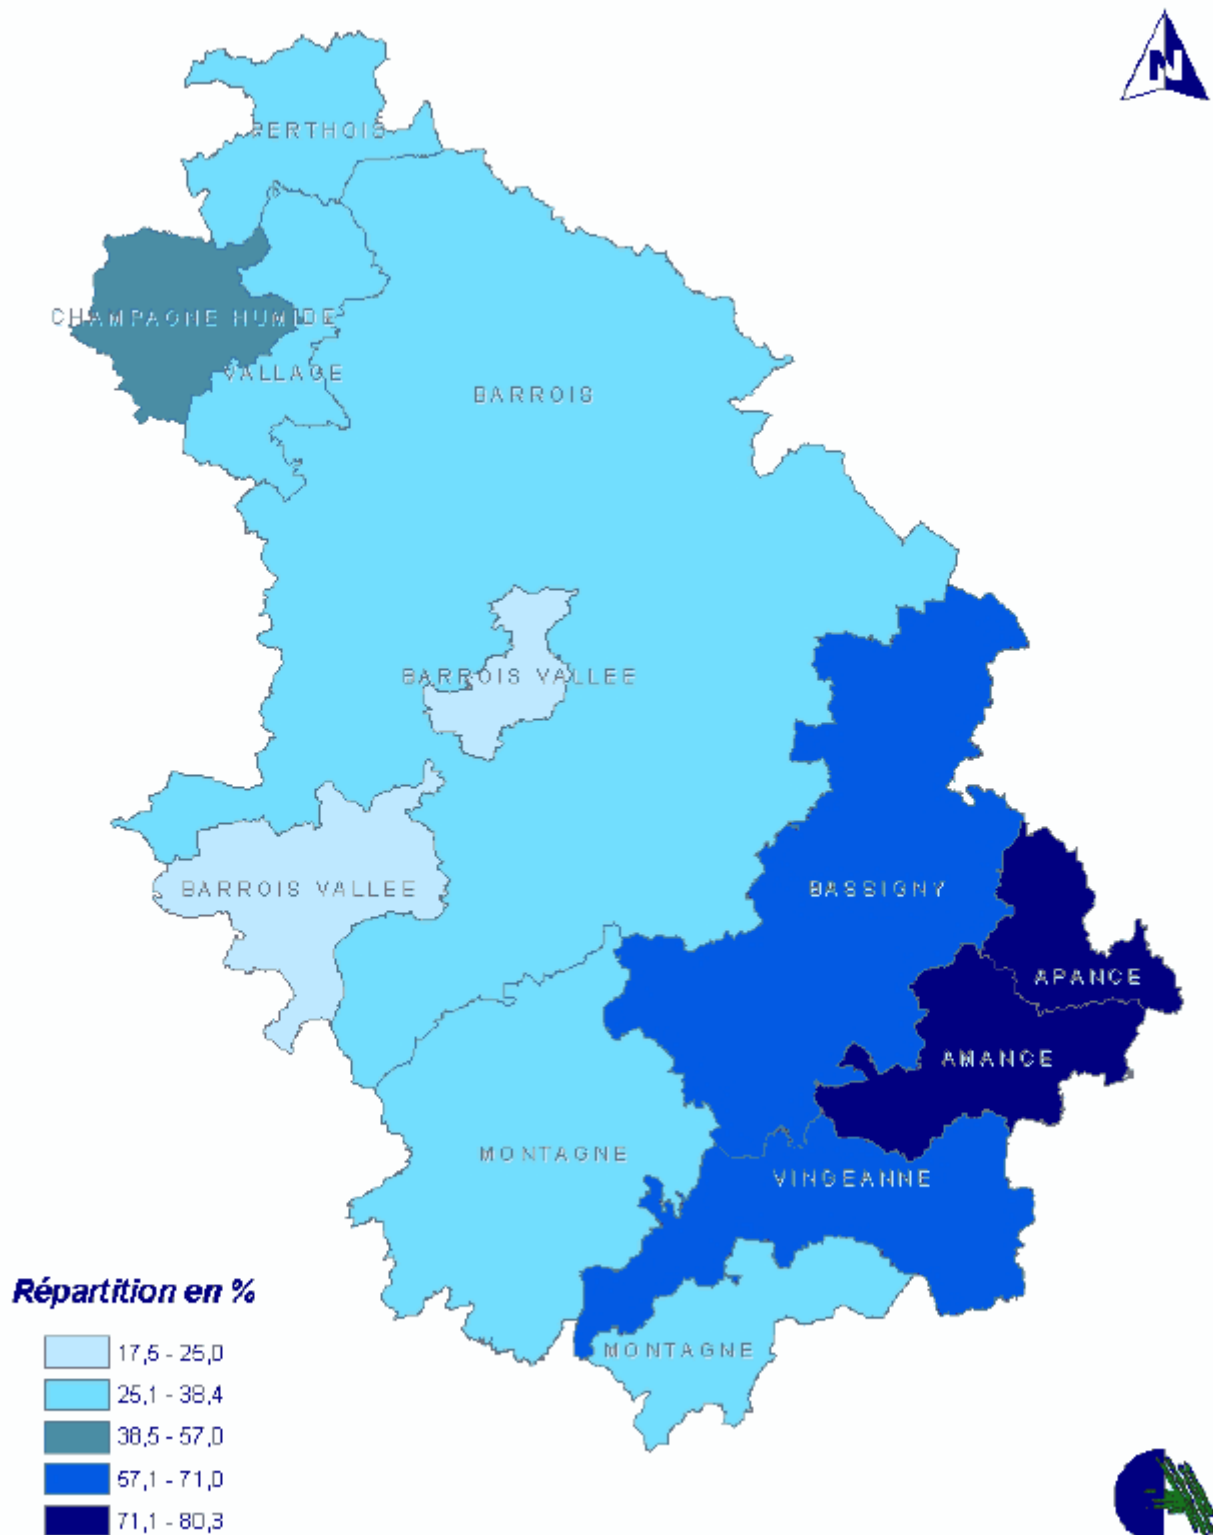 N
PERTHOIS
CHAMPAGNE HUMIDE
VALLAGE
BARROIS
BARROIS VALLEE
BARROIS VALLEE
BASSIGNY
APANCE
AMANCE
MONTAGNE
VINGEANNE
MONTAGNE
Répartition en %
17,5 - 25,0
25,1 - 38,4
38,5 - 57,0
57,1 - 71,0
71,1 - 80,3